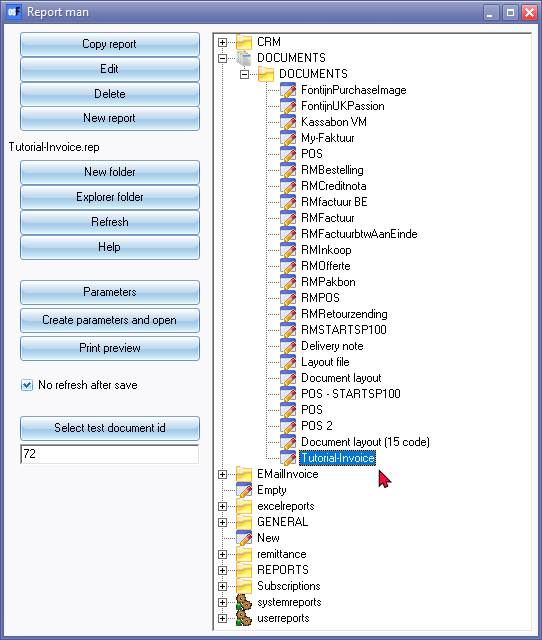 Report man
Copy report
Edit
Delete
New report
Tutorial-Invoice.rep
New folder
Explorer folder
Refresh
Help
Parameters
Create parameters and open
Print preview
No refresh after save
Select test document id
72
CRM
DOCUMENTS
DOCUMENTS
FontijnPurchaseImage
FontijnUKPassion
Kassabon VM
My-Faktuur
POS
RMBestelling
RMCreditnota
RMfactuur BE
RMFactuur
RMFactuurbtwAanEinde
RMInkoop
RMOfferte
RMPakbon
RMPOS
RMRetourzending
RMSTARTSP100
Delivery note
Layout file
Document layout
POS - STARTSP100
POS
POS 2
Document layout (15 code)
Tutorial-Invoice
EMailInvoice
Empty
excelreports
GENERAL
New
remittance
REPORTS
Subscriptions
systemreports
userreports